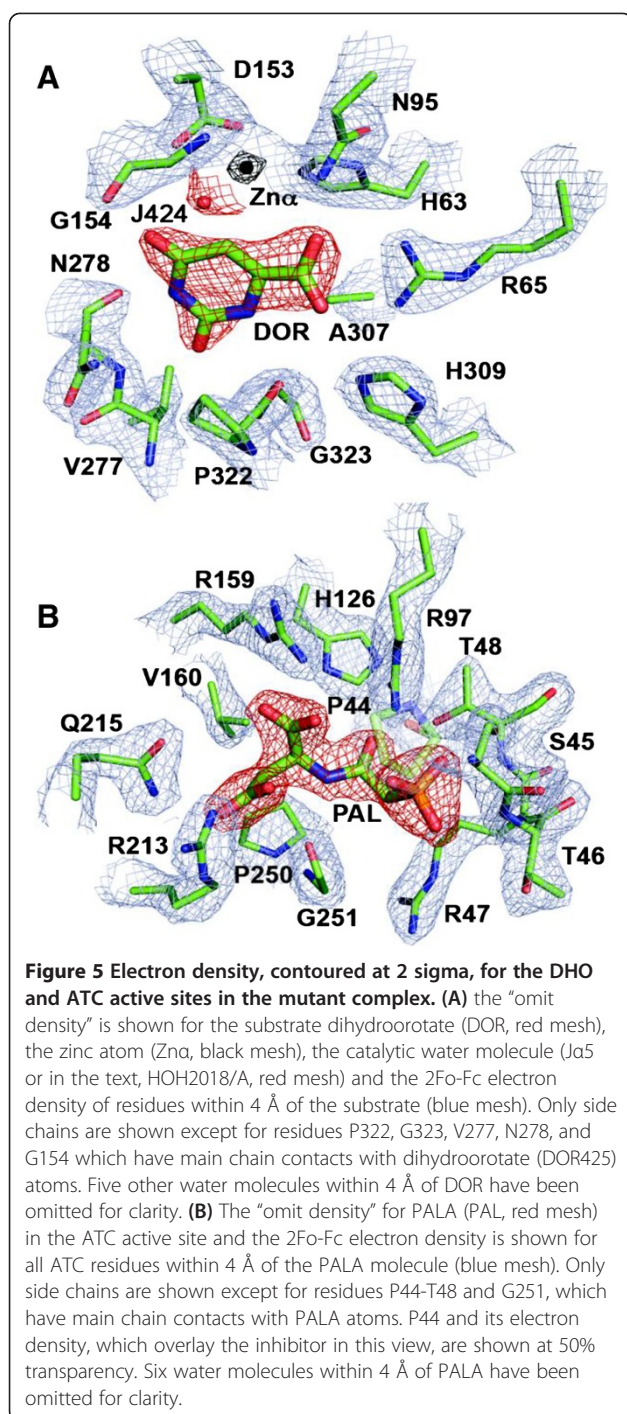 A
D153
N95
Znα
H63
G154
J424
N278
R65
DOR
A307
H309
V277
P322
G323
B
R159
H126
R97
T48
V160
P44
Q215
S45
PAL
R213
P250
T46
G251
R47
Figure 5 Electron density, contoured at 2 sigma, for the DHO
and ATC active sites in the mutant complex. (A) the “omit
density” is shown for the substrate dihydroorotate (DOR, red mesh),
the zinc atom (Znα, black mesh), the catalytic water molecule (Jα5
or in the text, HOH2018/A, red mesh) and the 2Fo-Fc electron
density of residues within 4 Å of the substrate (blue mesh). Only side
chains are shown except for residues P322, G323, V277, N278, and
G154 which have main chain contacts with dihydroorotate (DOR425)
atoms. Five other water molecules within 4 Å of DOR have been
omitted for clarity. (B) The “omit density” for PALA (PAL, red mesh)
in the ATC active site and the 2Fo-Fc electron density is shown for
all ATC residues within 4 Å of the PALA molecule (blue mesh). Only
side chains are shown except for residues P44-T48 and G251, which
have main chain contacts with PALA atoms. P44 and its electron
density, which overlay the inhibitor in this view, are shown at 50%
transparency. Six water molecules within 4 Å of PALA have been
omitted for clarity.